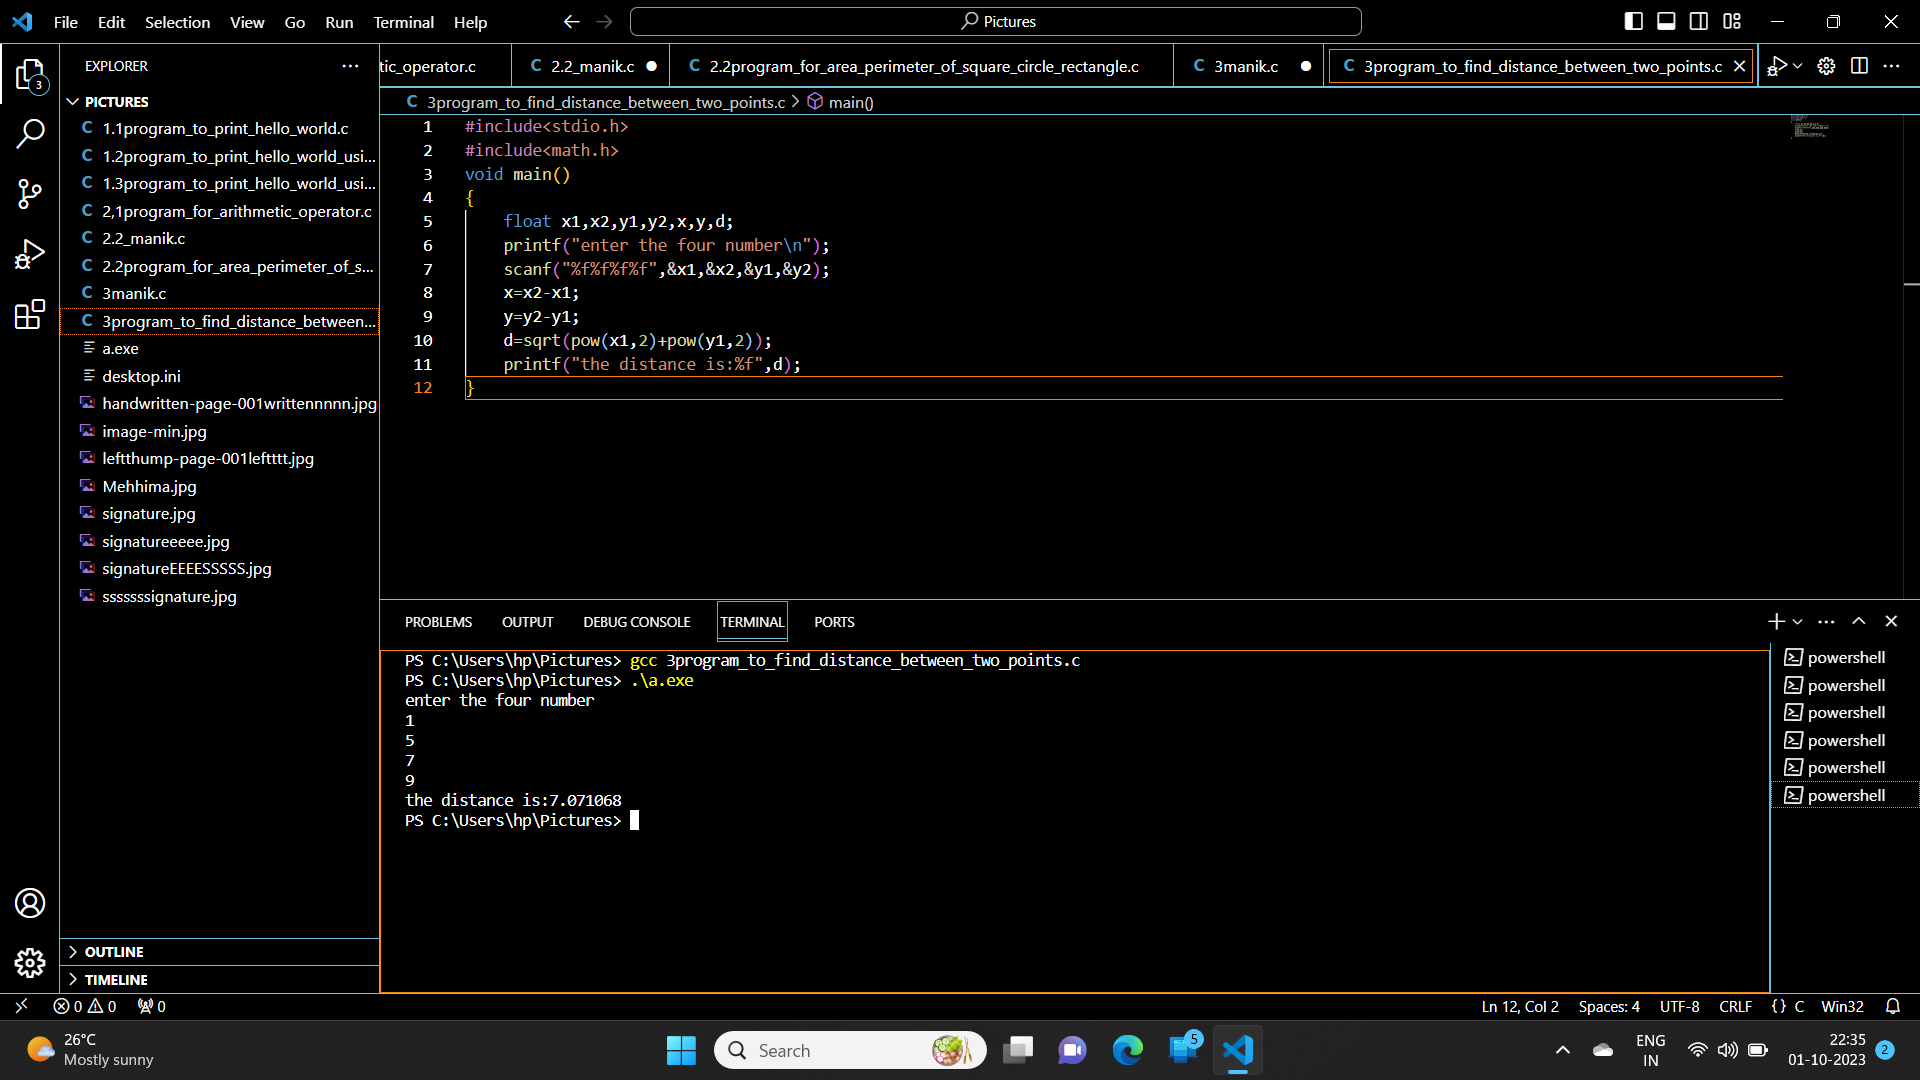 File Edit Selection View Go Run Terminal Help
Pictures
EXPLORER
3
PICTURES
1.1program_to_print_hello_world.c
1.2program_to_print_hello_world_usi...
1.3program_to_print_hello_world_usi...
2,1program_for_arithmetic_operator.c
2.2_manik.c
2.2program_for_area_perimeter_of_s...
3manik.c
3program_to_find_distance_between...
a.exe
desktop.ini
handwritten-page-001writtennnnn.jpg
image-min.jpg
leftthump-page-001leftttt.jpg
Mehhima.jpg
signature.jpg
signatureeeee.jpg
signatureEEEESSSSS.jpg
sssssssignature.jpg
OUTLINE
TIMELINE
tic_operator.c C 2.2_manik.c C 2.2program_for_area_perimeter_of_square_circle_rectangle.c C 3manik.c C 3program_to_find_distance_between_two_points.c
C 3program_to_find_distance_between_two_points.c > main()
1 #include<stdio.h>
2 #include<math.h>
3 void main()
4 {
5 float x1,x2,y1,y2,x,y,d;
6 printf("enter the four number\n");
7 scanf("%f%f%f%f",&x1,&x2,&y1,&y2);
8 x=x2-x1;
9 y=y2-y1;
10 d=sqrt(pow(x1,2)+pow(y1,2));
11 printf("the distance is:%f",d);
12 }
PROBLEMS OUTPUT DEBUG CONSOLE TERMINAL PORTS
PS C:\Users\hp\Pictures> gcc 3program_to_find_distance_between_two_points.c
PS C:\Users\hp\Pictures> .\a.exe
enter the four number
1
5
7
9
the distance is:7.071068
PS C:\Users\hp\Pictures>
powershell
powershell
powershell
powershell
powershell
powershell
0 0 0 Ln 12, Col 2 Spaces: 4 UTF-8 CRLF {} C Win32
26°C
Mostly sunny
Search
5
ENG
IN
22:35
01-10-2023
2